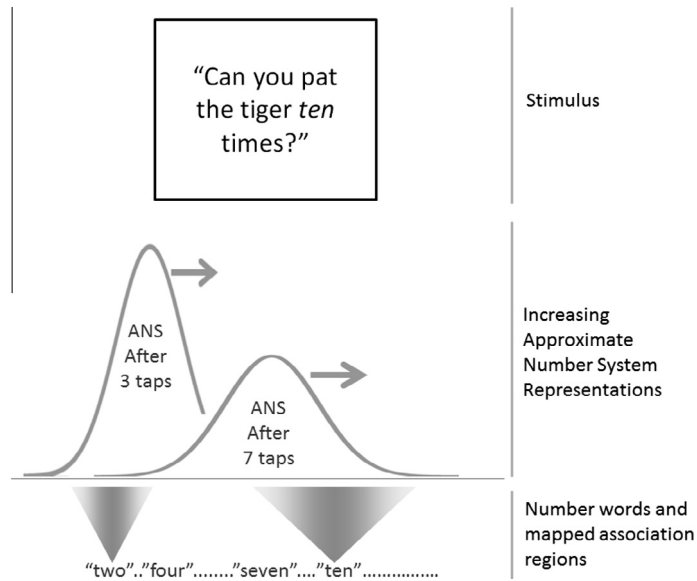 “Can you pat
the tiger ten
times?”
Stimulus
ANS
After
3 taps
ANS
After
7 taps
Increasing
Approximate
Number System
Representations
“two”..”four”........”seven”....”ten”................
Number words and
mapped association
regions